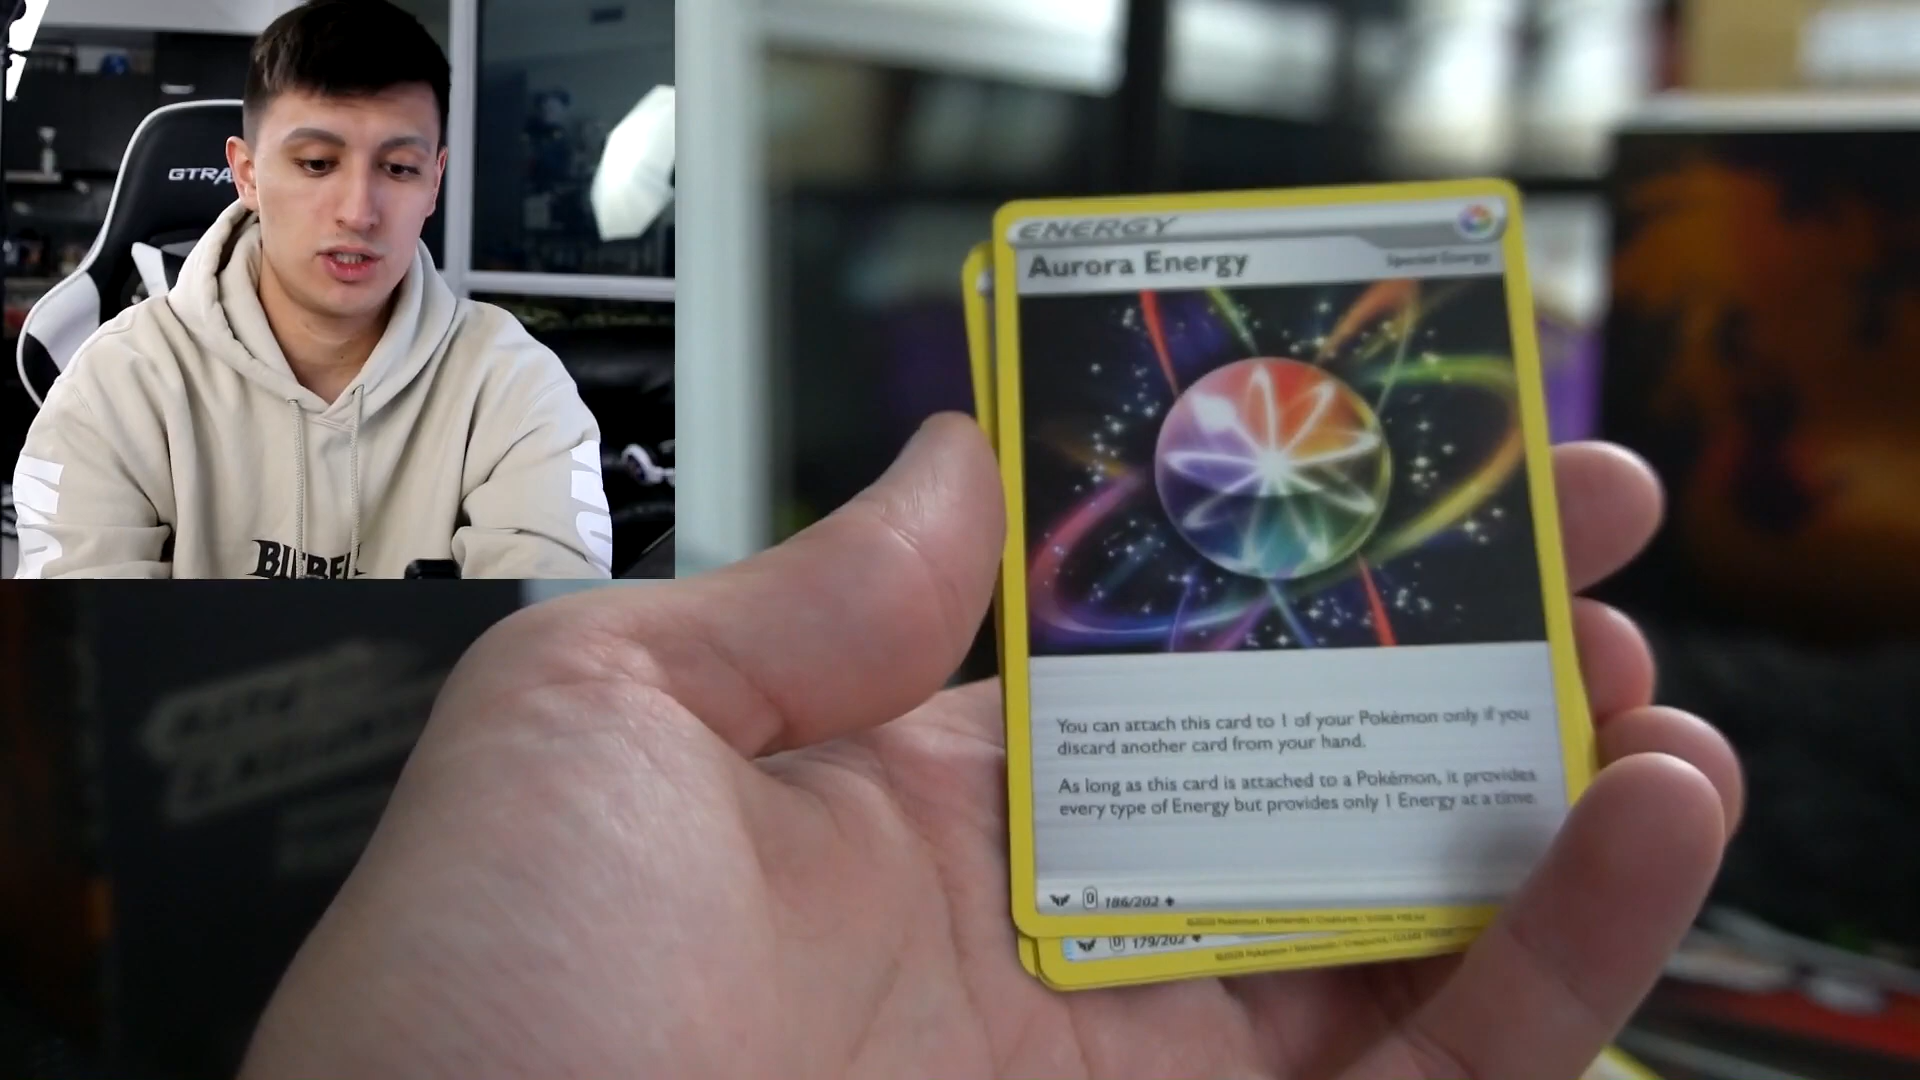 GTRA
ENERGY
Aurora Energy
Special Energy
You can attach this card to 1 of your Pokémon only if you
discard another card from your hand.
As long as this card is attached to a Pokémon, it provides
every type of Energy but provides only 1 Energy at a time.
D 186/202
D 179/202